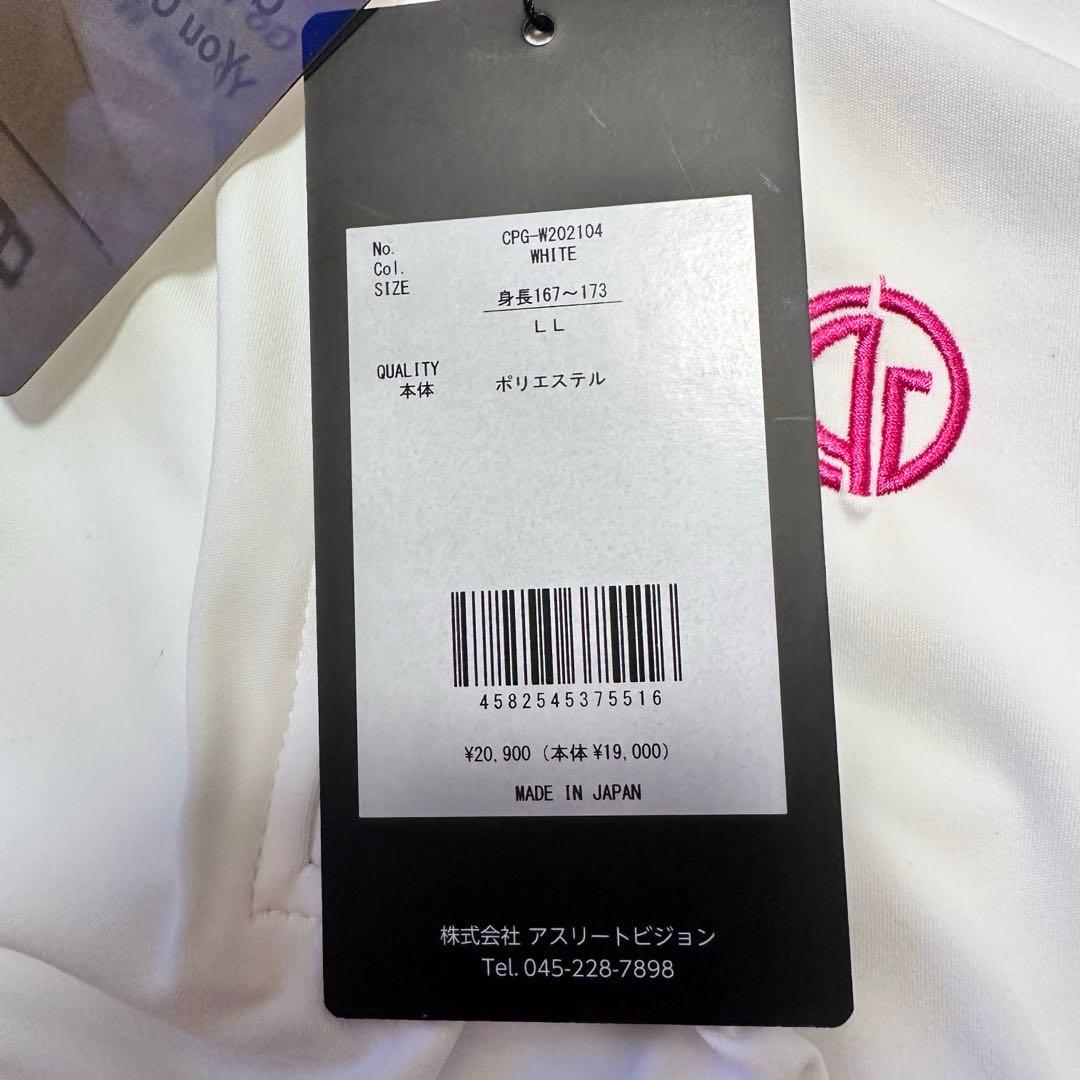 No. CPG-W202104
Col. WHITE
SIZE 身長167～173
LL
QUALITY
本体 ポリエステル
4582545375516
¥20,900 (本体 ¥19,000)
MADE IN JAPAN
株式会社 アスリートビジョン
Tel. 045-228-7898